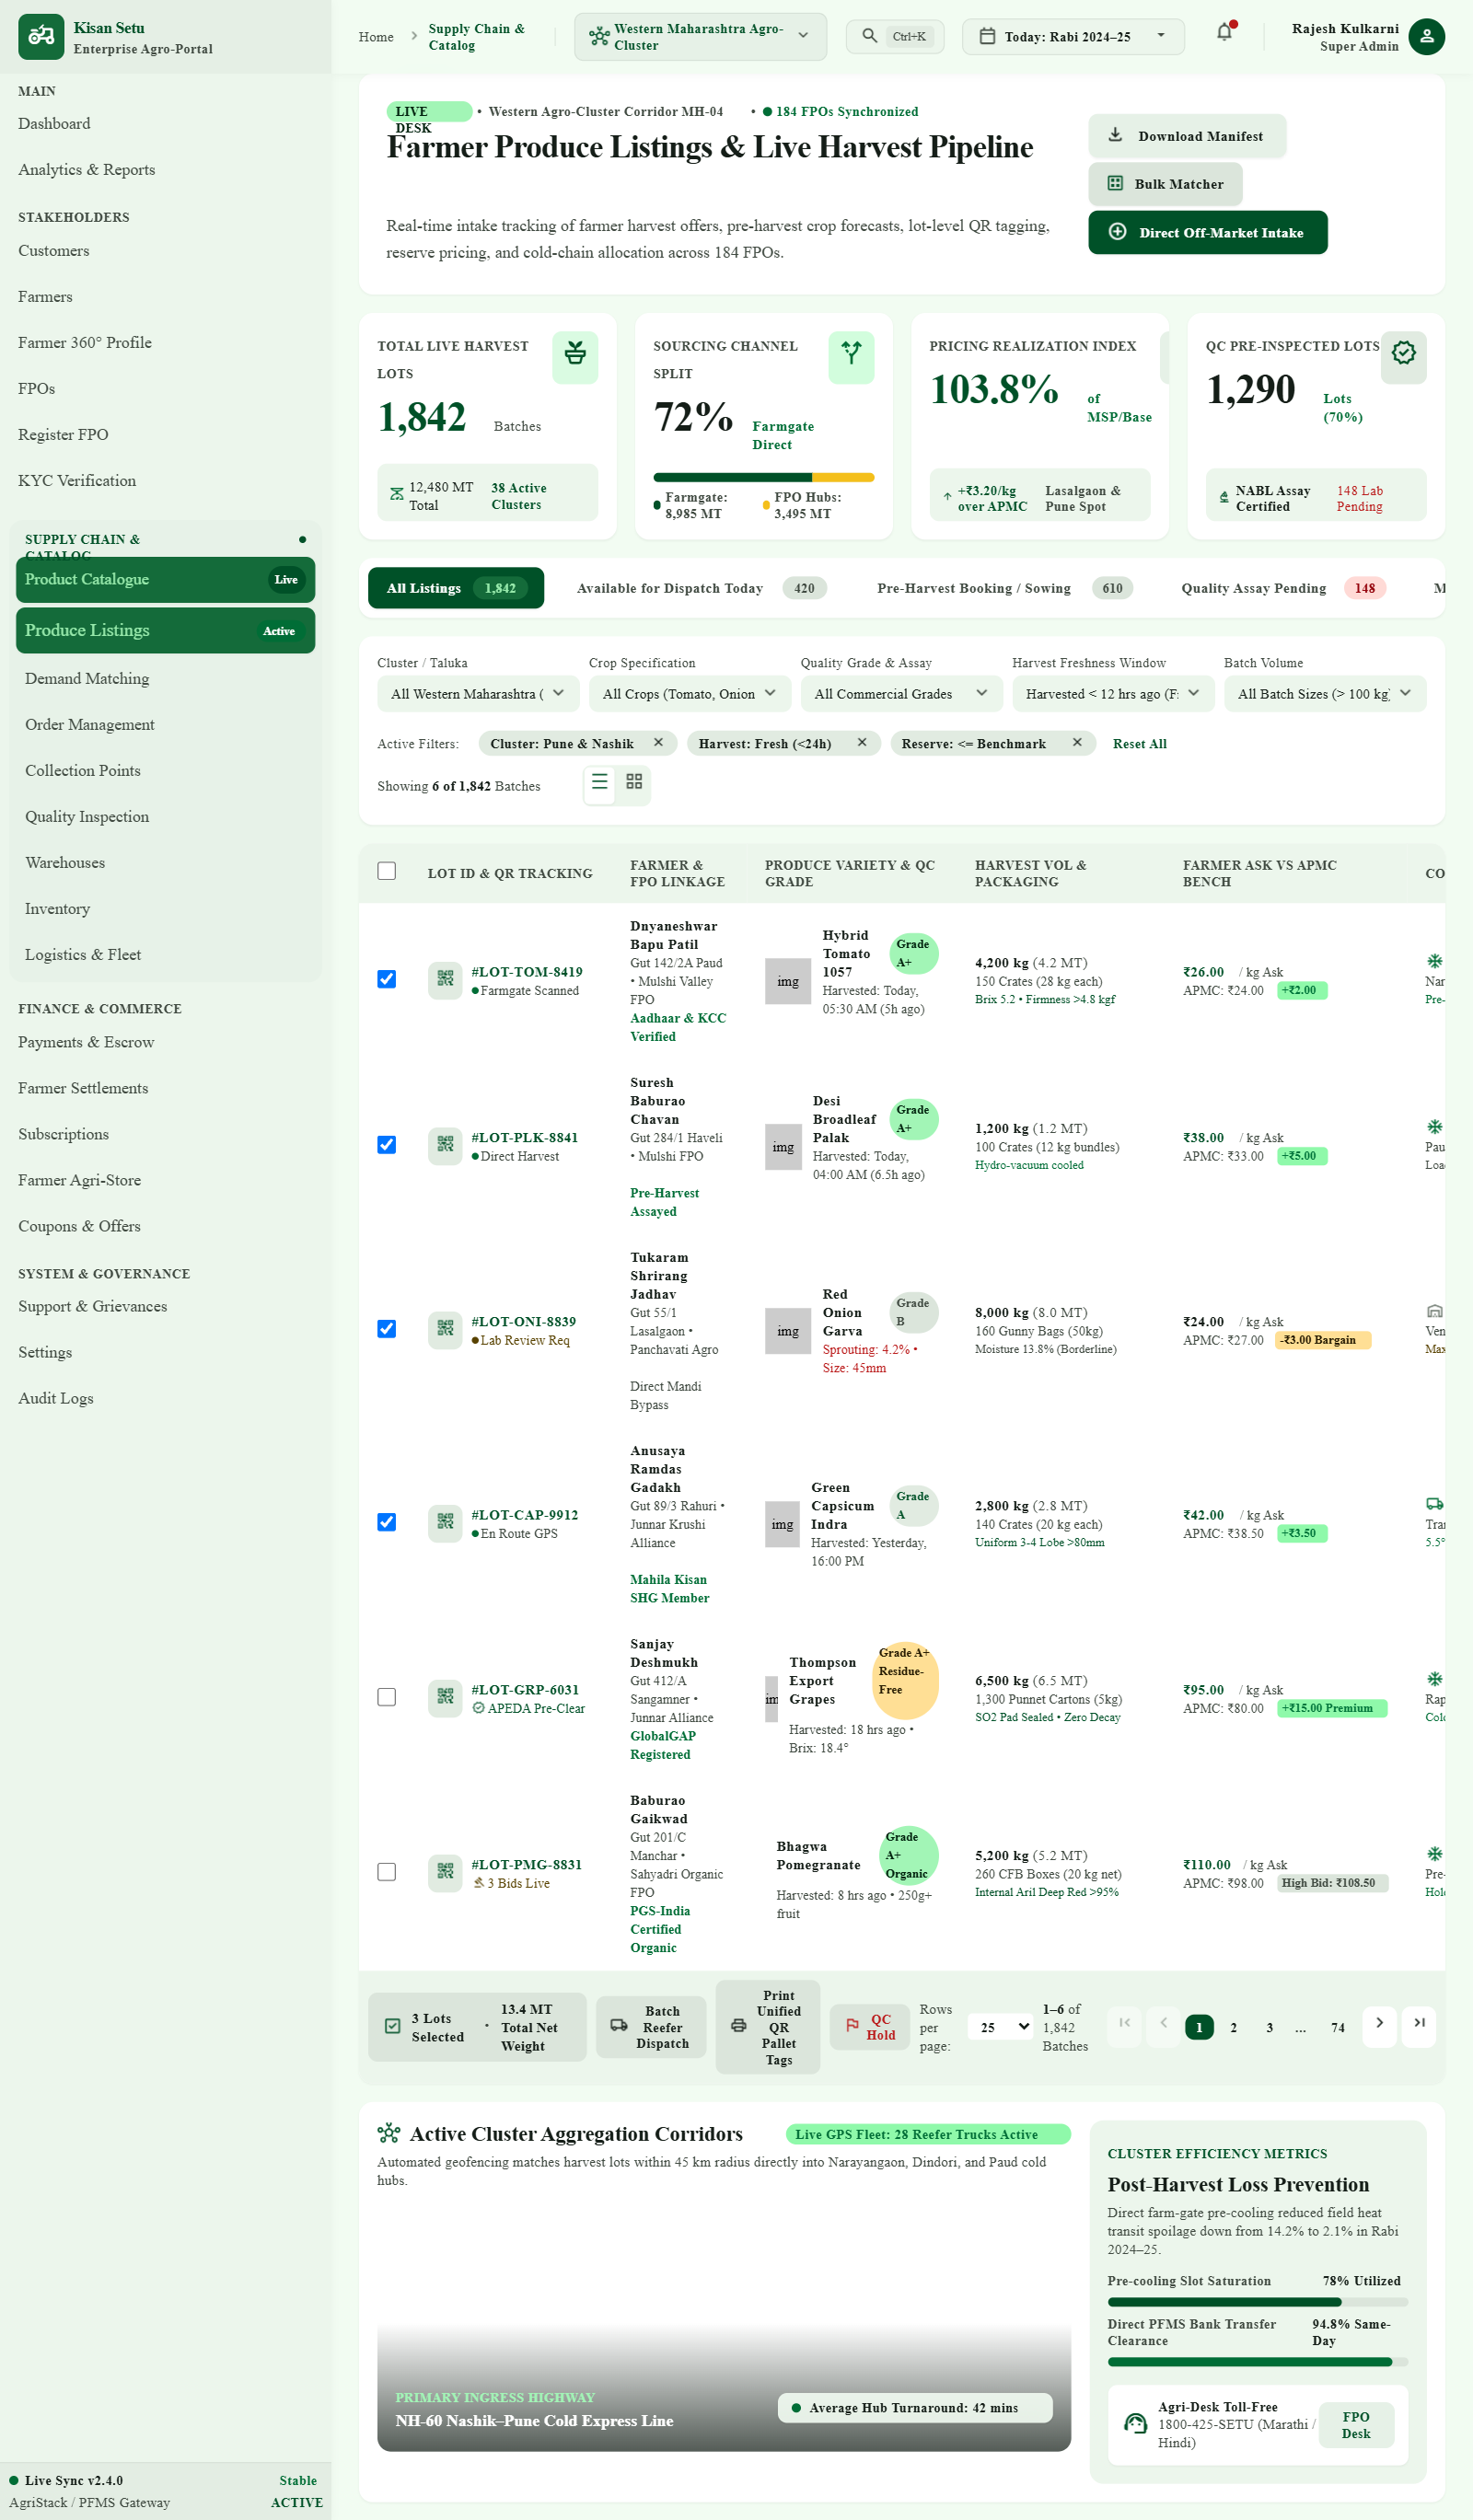 Kisan Setu
Enterprise Agro-Portal
Home
Supply Chain & Catalog
Western Maharashtra Agro-Cluster
Ctrl+K
Today: Rabi 2024–25
Rajesh Kulkarni
Super Admin
MAIN
Dashboard
Analytics & Reports
STAKEHOLDERS
Customers
Farmers
Farmer 360° Profile
FPOs
Register FPO
KYC Verification
SUPPLY CHAIN & CATALOG
Product Catalogue Live
Produce Listings Active
Demand Matching
Order Management
Collection Points
Quality Inspection
Warehouses
Inventory
Logistics & Fleet
FINANCE & COMMERCE
Payments & Escrow
Farmer Settlements
Subscriptions
Farmer Agri-Store
Coupons & Offers
SYSTEM & GOVERNANCE
Support & Grievances
Settings
Audit Logs
Live Sync v2.4.0 Stable
AgriStack / PFMS Gateway ACTIVE
LIVE DESK • Western Agro-Cluster Corridor MH-04 • 184 FPOs Synchronized
Farmer Produce Listings & Live Harvest Pipeline
Real-time intake tracking of farmer harvest offers, pre-harvest crop forecasts, lot-level QR tagging,
reserve pricing, and cold-chain allocation across 184 FPOs.
Download Manifest
Bulk Matcher
Direct Off-Market Intake
TOTAL LIVE HARVEST LOTS
1,842 Batches
12,480 MT Total
38 Active Clusters
SOURCING CHANNEL SPLIT
72% Farmgate Direct
Farmgate: 8,985 MT
FPO Hubs: 3,495 MT
PRICING REALIZATION INDEX
103.8% of MSP/Base
+₹3.20/kg over APMC
Lasalgaon & Pune Spot
QC PRE-INSPECTED LOTS
1,290 Lots (70%)
NABL Assay Certified
148 Lab Pending
All Listings 1,842
Available for Dispatch Today 420
Pre-Harvest Booking / Sowing 610
Quality Assay Pending 148
M
Cluster / Taluka
All Western Maharashtra (
Crop Specification
All Crops (Tomato, Onion
Quality Grade & Assay
All Commercial Grades
Harvest Freshness Window
Harvested < 12 hrs ago (F
Batch Volume
All Batch Sizes (> 100 kg)
Active Filters: Cluster: Pune & Nashik ✕ Harvest: Fresh (<24h) ✕ Reserve: <= Benchmark ✕ Reset All
Showing 6 of 1,842 Batches
LOT ID & QR TRACKING
FARMER & FPO LINKAGE
PRODUCE VARIETY & QC GRADE
HARVEST VOL & PACKAGING
FARMER ASK VS APMC BENCH
CO
#LOT-TOM-8419
Farmgate Scanned
Dnyaneshwar Bapu Patil
Gut 142/2A Paud • Mulshi Valley FPO
Aadhaar & KCC Verified
img
Hybrid Tomato 1057
Grade A+
Harvested: Today, 05:30 AM (5h ago)
4,200 kg (4.2 MT)
150 Crates (28 kg each)
Brix 5.2 • Firmness >4.8 kgf
₹26.00 / kg Ask
APMC: ₹24.00 +₹2.00
Nar
Pre-
#LOT-PLK-8841
Direct Harvest
Suresh Baburao Chavan
Gut 284/1 Haveli • Mulshi FPO
Pre-Harvest Assayed
img
Desi Broadleaf Palak
Grade A+
Harvested: Today, 04:00 AM (6.5h ago)
1,200 kg (1.2 MT)
100 Crates (12 kg bundles)
Hydro-vacuum cooled
₹38.00 / kg Ask
APMC: ₹33.00 +₹5.00
Pau
Loa
#LOT-ONI-8839
Lab Review Req
Tukaram Shrirang Jadhav
Gut 55/1 Lasalgaon • Panchavati Agro
Direct Mandi Bypass
img
Red Onion Garva
Grade B
Sprouting: 4.2% • Size: 45mm
8,000 kg (8.0 MT)
160 Gunny Bags (50kg)
Moisture 13.8% (Borderline)
₹24.00 / kg Ask
APMC: ₹27.00 -₹3.00 Bargain
Ven
Max
#LOT-CAP-9912
En Route GPS
Anusaya Ramdas Gadakh
Gut 89/3 Rahuri • Junnar Krushi Alliance
Mahila Kisan SHG Member
img
Green Capsicum Indra
Grade A
Harvested: Yesterday, 16:00 PM
2,800 kg (2.8 MT)
140 Crates (20 kg each)
Uniform 3-4 Lobe >80mm
₹42.00 / kg Ask
APMC: ₹38.50 +₹3.50
Tran
5.5°
#LOT-GRP-6031
APEDA Pre-Clear
Sanjay Deshmukh
Gut 412/A Sangamner • Junnar Alliance
GlobalGAP Registered
im
Thompson Export Grapes
Grade A+ Residue-Free
Harvested: 18 hrs ago • Brix: 18.4°
6,500 kg (6.5 MT)
1,300 Punnet Cartons (5kg)
SO2 Pad Sealed • Zero Decay
₹95.00 / kg Ask
APMC: ₹80.00 +₹15.00 Premium
Rap
Cold
#LOT-PMG-8831
3 Bids Live
Baburao Gaikwad
Gut 201/C Manchar • Sahyadri Organic FPO
PGS-India Certified Organic
Bhagwa Pomegranate
Grade A+ Organic
Harvested: 8 hrs ago • 250g+ fruit
5,200 kg (5.2 MT)
260 CFB Boxes (20 kg net)
Internal Aril Deep Red >95%
₹110.00 / kg Ask
APMC: ₹98.00 High Bid: ₹108.50
Pre-
Hol
3 Lots Selected • 13.4 MT Total Net Weight
Batch Reefer Dispatch
Print Unified QR Pallet Tags
QC Hold
Rows per page: 25
1–6 of 1,842 Batches
1 2 3 ... 74
Active Cluster Aggregation Corridors
Live GPS Fleet: 28 Reefer Trucks Active
Automated geofencing matches harvest lots within 45 km radius directly into Narayangaon, Dindori, and Paud cold
hubs.
PRIMARY INGRESS HIGHWAY
NH-60 Nashik–Pune Cold Express Line
Average Hub Turnaround: 42 mins
CLUSTER EFFICIENCY METRICS
Post-Harvest Loss Prevention
Direct farm-gate pre-cooling reduced field heat
transit spoilage down from 14.2% to 2.1% in Rabi
2024–25.
Pre-cooling Slot Saturation 78% Utilized
Direct PFMS Bank Transfer Clearance 94.8% Same-Day
Agri-Desk Toll-Free
1800-425-SETU (Marathi / Hindi)
FPO Desk